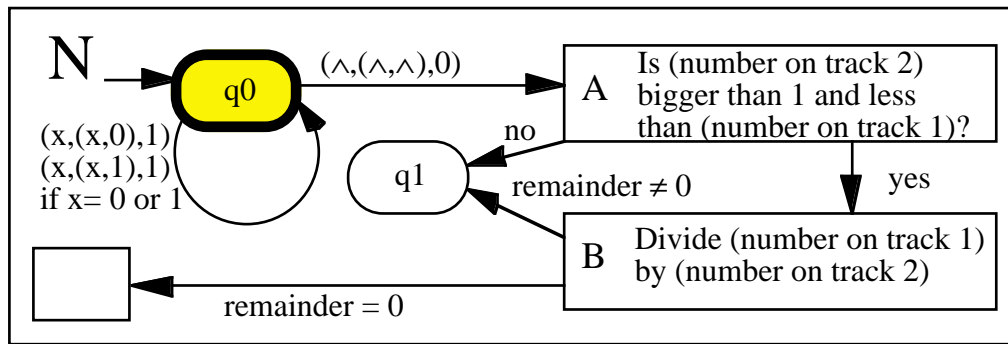 N
q0
(∧,(∧,∧),0)
A
Is (number on track 2)
bigger than 1 and less
than (number on track 1)?
(x,(x,0),1)
(x,(x,1),1)
if x= 0 or 1
no
q1
yes
remainder ≠ 0
B
Divide (number on track 1)
by (number on track 2)
remainder = 0